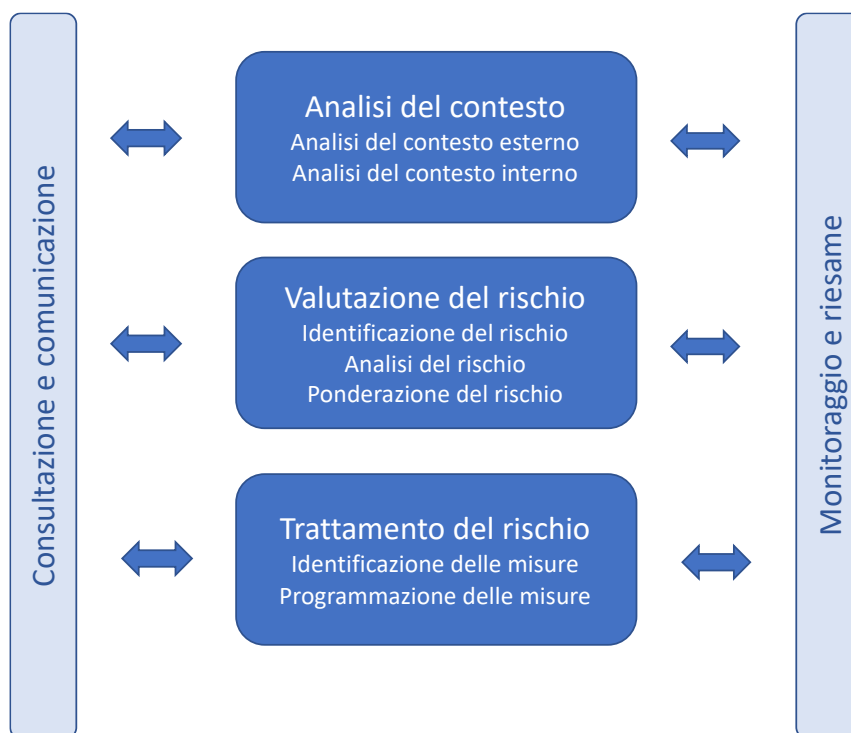 Consultazione e comunicazione
Analisi del contesto
Analisi del contesto esterno
Analisi del contesto interno
Valutazione del rischio
Identificazione del rischio
Analisi del rischio
Ponderazione del rischio
Trattamento del rischio
Identificazione delle misure
Programmazione delle misure
Monitoraggio e riesame